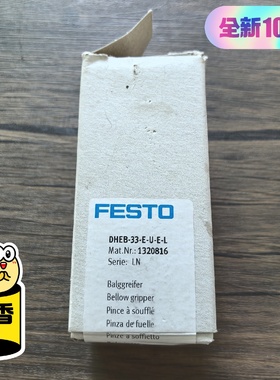 全新10
FESTO
DHEB-33-E-U-E-L
Mat.Nr.: 1320816
Serie: LN
Balggreifer
Bellow gripper
Pince à soufflé
Pinza de fuelle
Pinza a soffietto
香